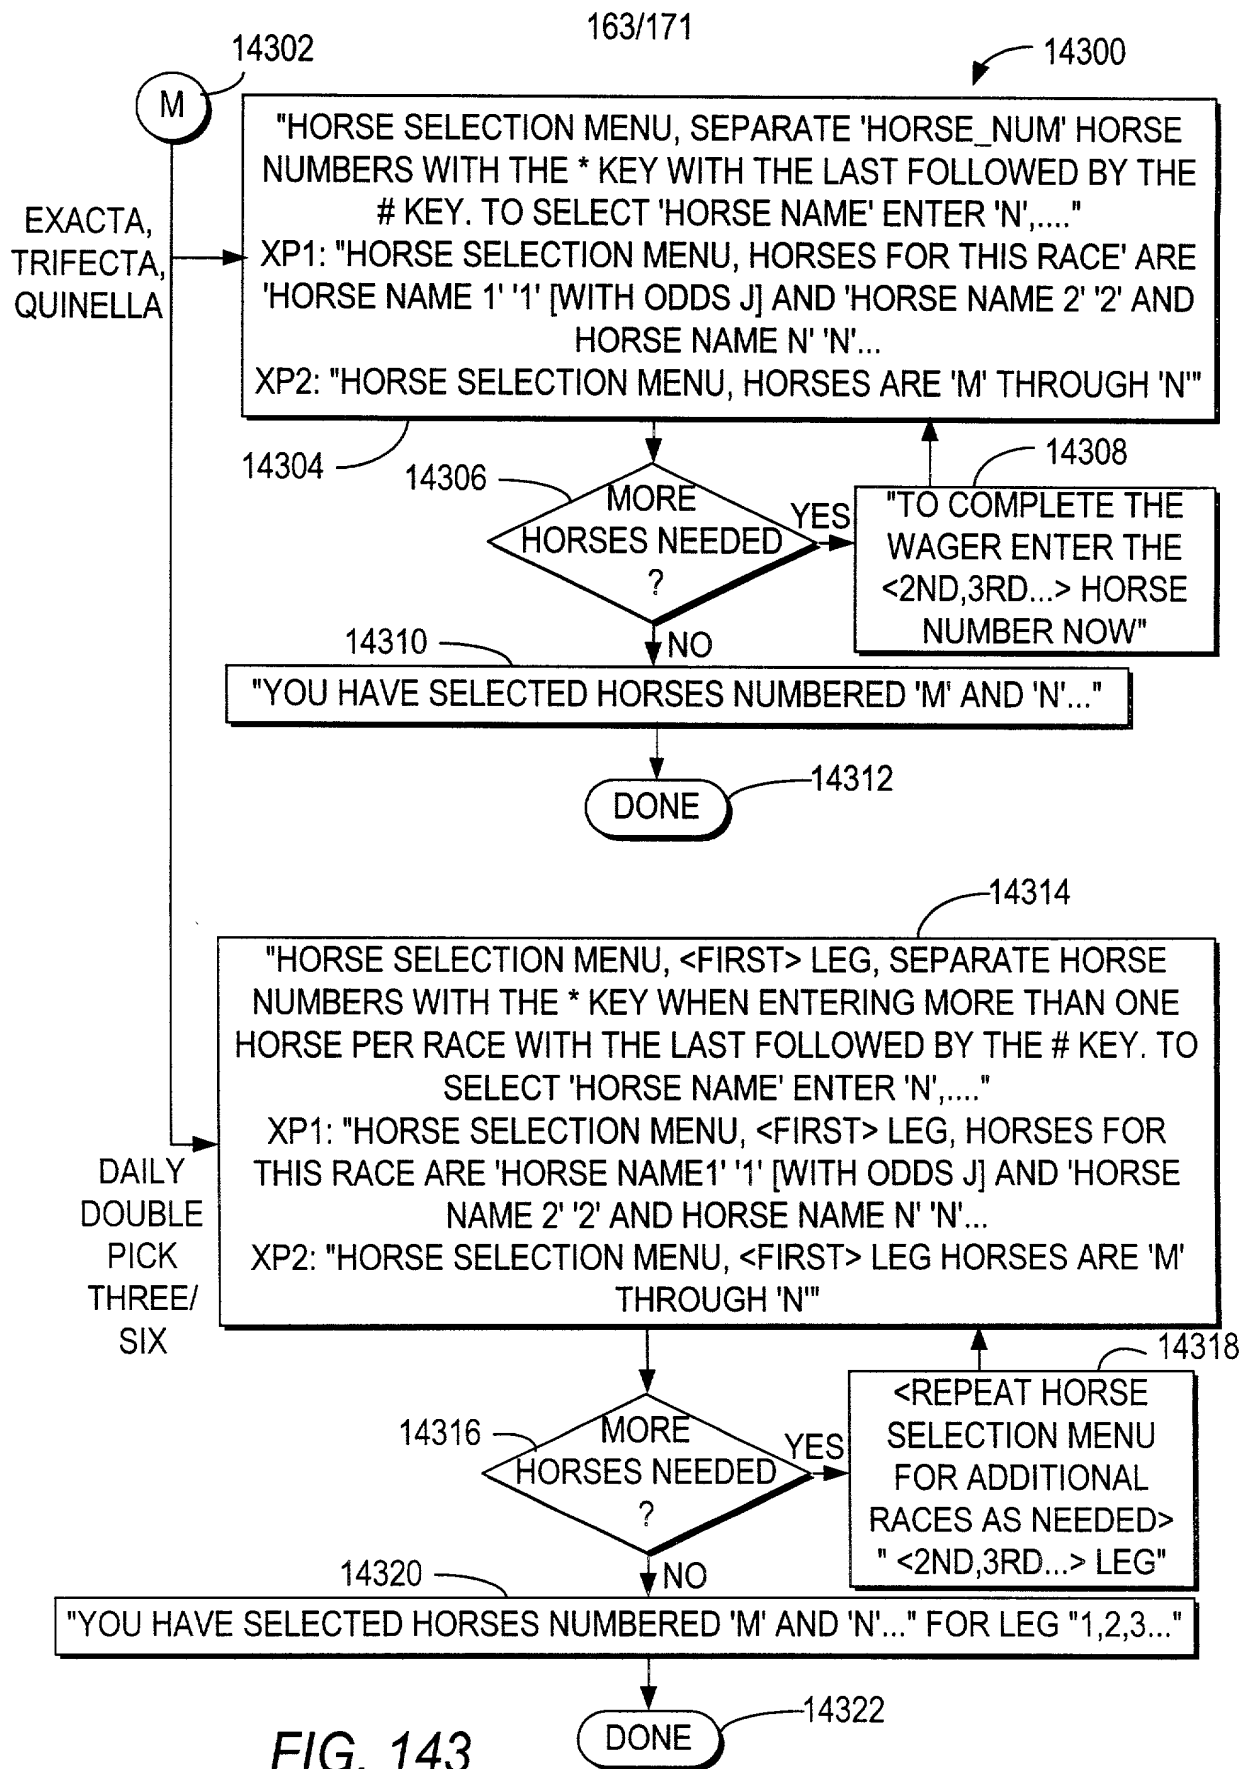 163/171
14302
14300
M
"HORSE SELECTION MENU, SEPARATE 'HORSE_NUM' HORSE
NUMBERS WITH THE * KEY WITH THE LAST FOLLOWED BY THE
# KEY. TO SELECT 'HORSE NAME' ENTER 'N',...."
XP1: "HORSE SELECTION MENU, HORSES FOR THIS RACE' ARE
'HORSE NAME 1' '1' [WITH ODDS J] AND 'HORSE NAME 2' '2' AND
HORSE NAME N' 'N'...
XP2: "HORSE SELECTION MENU, HORSES ARE 'M' THROUGH 'N'"
EXACTA,
TRIFECTA,
QUINELLA
14304
14306
MORE
HORSES NEEDED
?
YES
14308
"TO COMPLETE THE
WAGER ENTER THE
<2ND,3RD...> HORSE
NUMBER NOW"
NO
14310
"YOU HAVE SELECTED HORSES NUMBERED 'M' AND 'N'..."
DONE
14312
14314
"HORSE SELECTION MENU, <FIRST> LEG, SEPARATE HORSE
NUMBERS WITH THE * KEY WHEN ENTERING MORE THAN ONE
HORSE PER RACE WITH THE LAST FOLLOWED BY THE # KEY. TO
SELECT 'HORSE NAME' ENTER 'N',...."
XP1: "HORSE SELECTION MENU, <FIRST> LEG, HORSES FOR
THIS RACE ARE 'HORSE NAME1' '1' [WITH ODDS J] AND 'HORSE
NAME 2' '2' AND HORSE NAME N' 'N'...
XP2: "HORSE SELECTION MENU, <FIRST> LEG HORSES ARE 'M'
THROUGH 'N'"
DAILY
DOUBLE
PICK
THREE/
SIX
14316
MORE
HORSES NEEDED
?
YES
14318
<REPEAT HORSE
SELECTION MENU
FOR ADDITIONAL
RACES AS NEEDED>
" <2ND,3RD...> LEG"
NO
14320
"YOU HAVE SELECTED HORSES NUMBERED 'M' AND 'N'..." FOR LEG "1,2,3..."
DONE
14322
FIG. 143